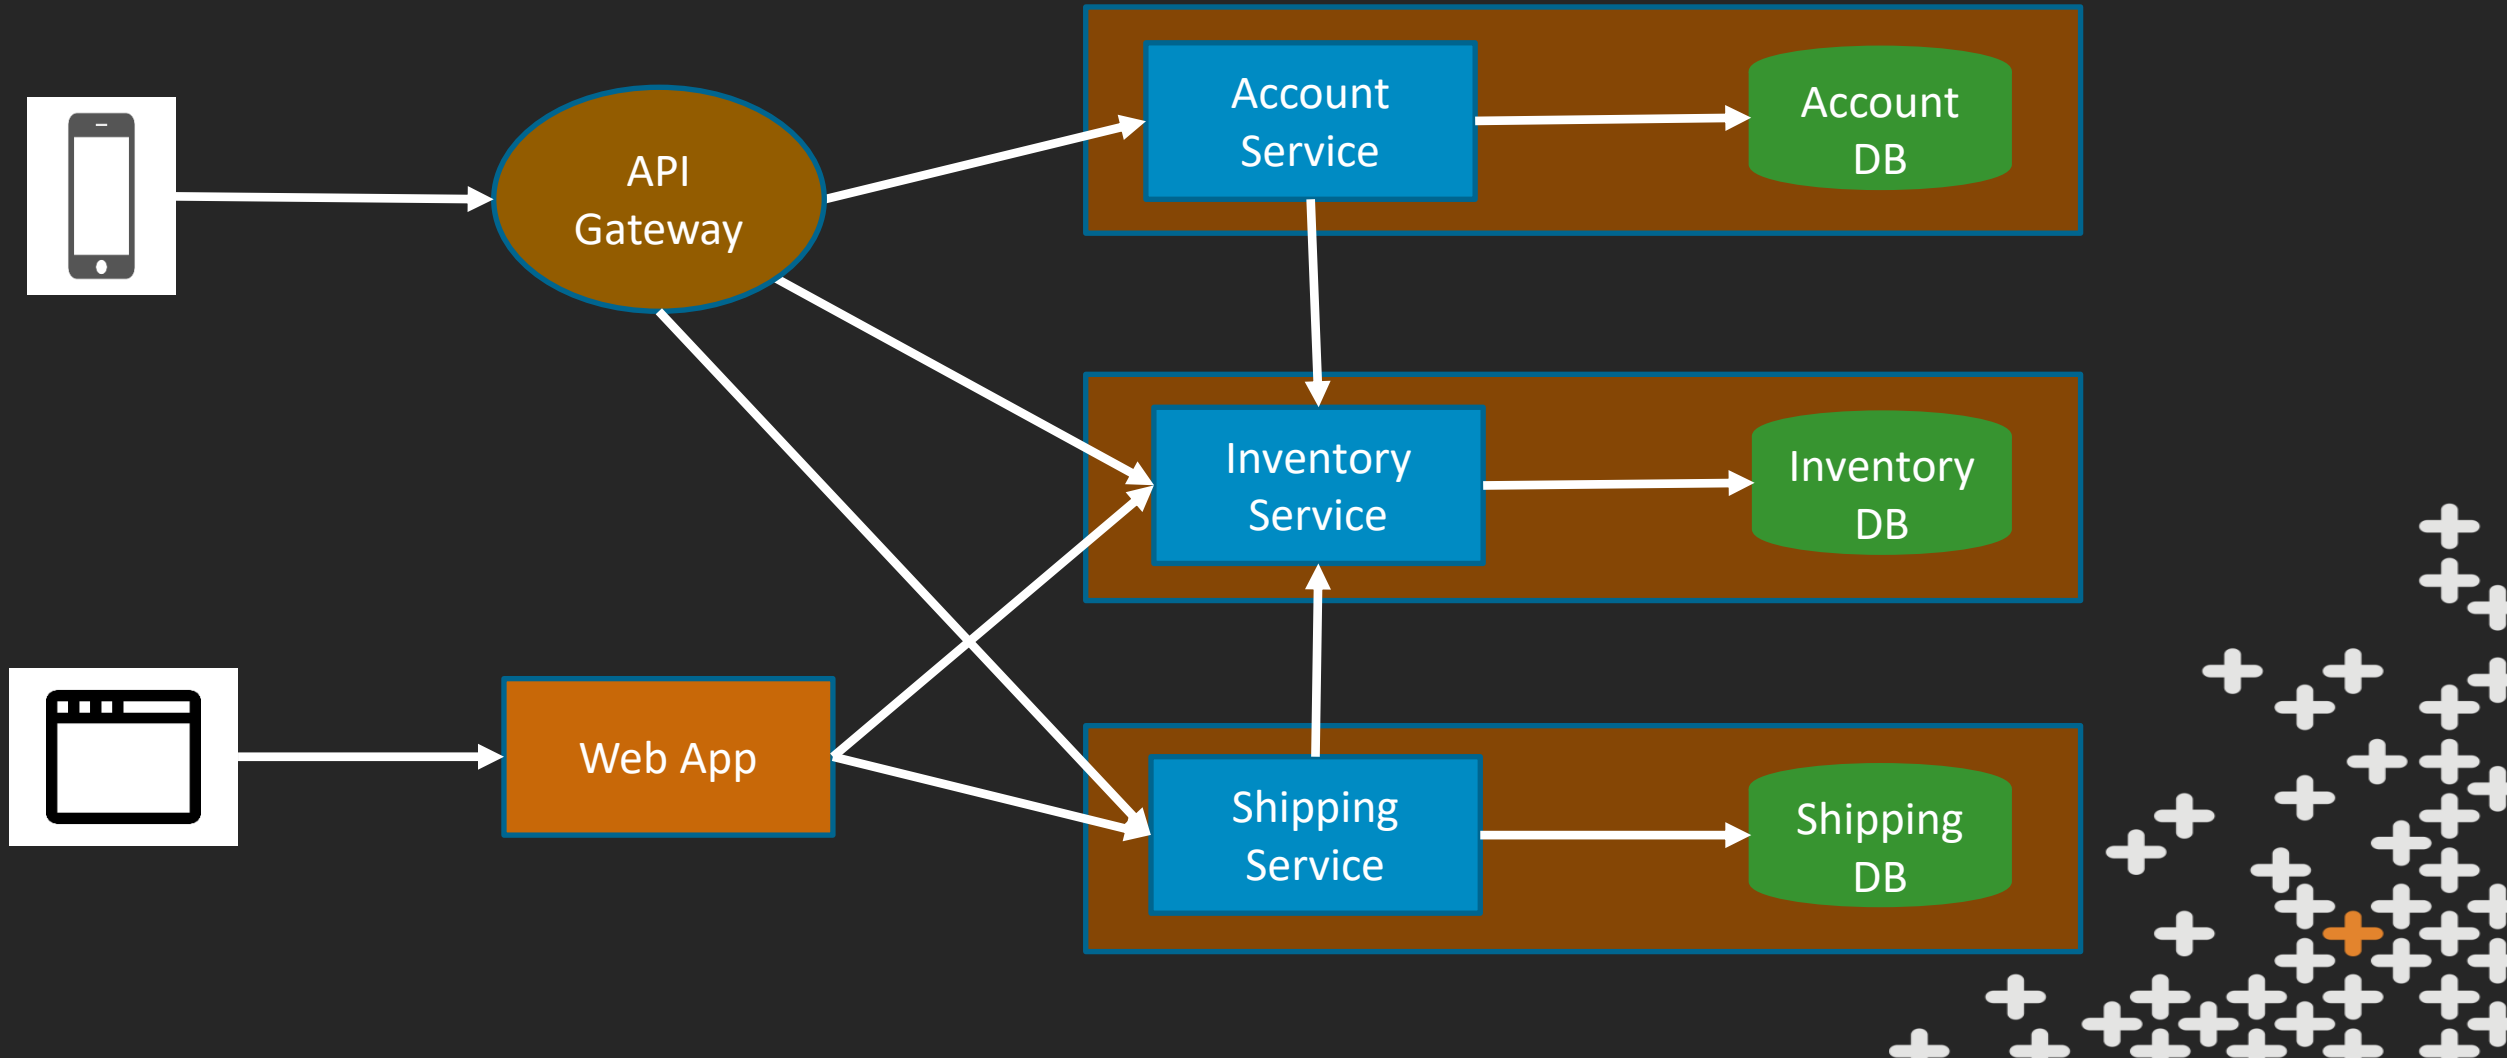 API
Gateway
Account
Service
Account
DB
Inventory
Service
Inventory
DB
Web App
Shipping
Service
Shipping
DB